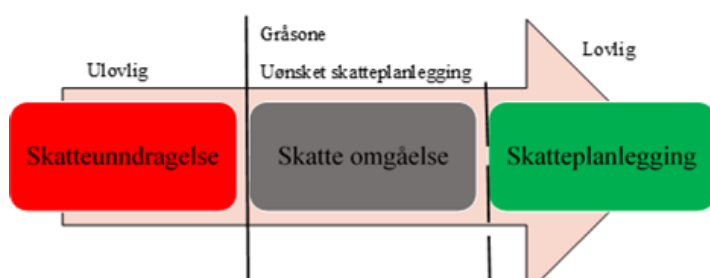 Ulovlig
Gråsone
Uønsket skatteplanlegging
Lovlig
Skatteunndragelse
Skatte omgåelse
Skatteplanlegging